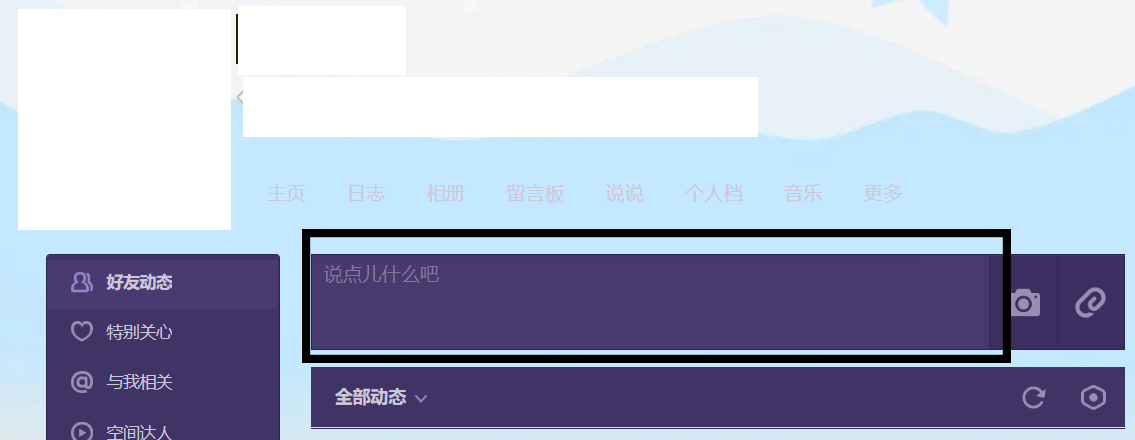 主页 日志 相册 留言板 说说 个人档 音乐 更多
说点儿什么吧
好友动态
特别关心
与我相关
空间达人
全部动态